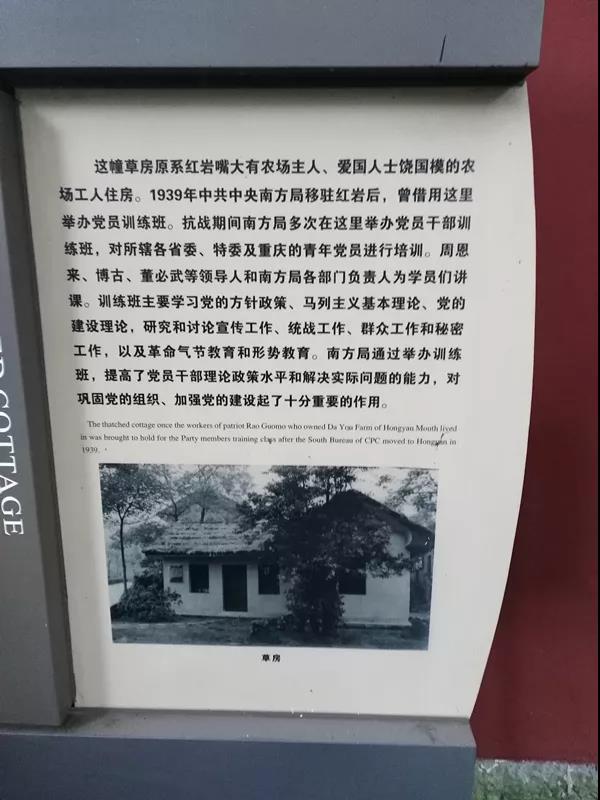 这幢草房原系红岩嘴大有农场主人、爱国人士饶国模的农
场工人住房。1939年中共中央南方局移驻红岩后，曾借用这里
举办党员训练班。抗战期间南方局多次在这里举办党员干部训
练班，对所辖各省委、特委及重庆的青年党员进行培训。周恩
来、博古、董必武等领导人和南方局各部门负责人为学员们讲
课。训练班主要学习党的方针政策、马列主义基本理论、党的
建设理论，研究和讨论宣传工作、统战工作、群众工作和秘密
工作，以及革命气节教育和形势教育。南方局通过举办训练
班，提高了党员干部理论政策水平和解决实际问题的能力，对
巩固党的组织、加强党的建设起了十分重要的作用。
The thatched cottage once the workers of patriot Rao Guomo who owned Da You Farm of Hongyan Mouth lived
in was brought to hold for the Party members training class after the South Bureau of CPC moved to Hongyan in
1939.
草房
COTTAGE